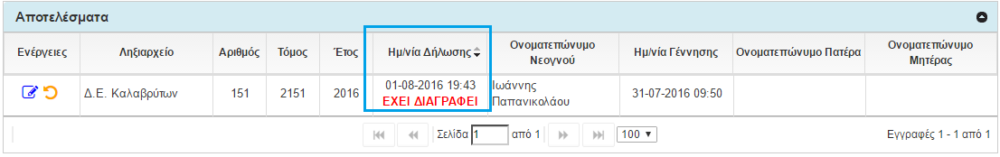 Αποτελέσματα
Ενέργειες Ληξιαρχείο Αριθμός Τόμος Έτος Ημ/νία Δήλωσης Ονοματεπώνυμο Νεογνού Ημ/νία Γέννησης Ονοματεπώνυμο Πατέρα Ονοματεπώνυμο Μητέρας
Δ.Ε. Καλαβρύτων 151 2151 2016 01-08-2016 19:43 ΕΧΕΙ ΔΙΑΓΡΑΦΕΙ Ιωάννης Παπανικολάου 31-07-2016 09:50
Σελίδα 1 από 1 100 Εγγραφές 1 - 1 από 1